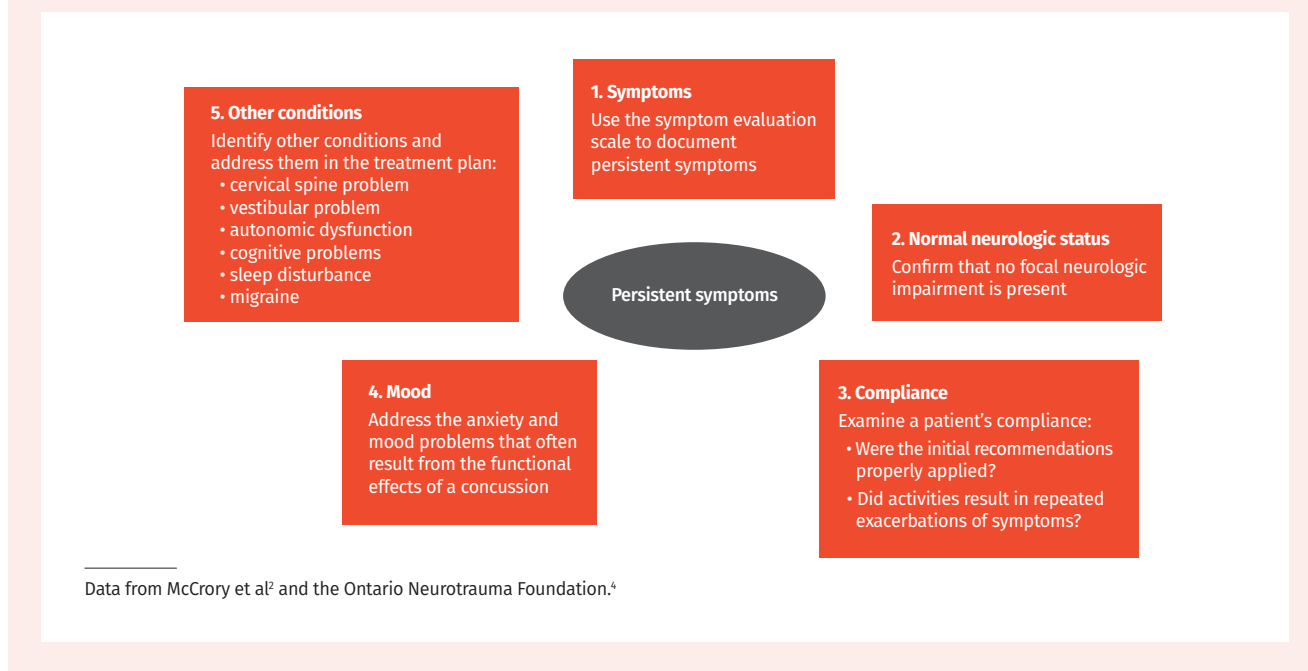 Persistent symptoms
1. Symptoms
Use the symptom evaluation
scale to document
persistent symptoms
2. Normal neurologic status
Confirm that no focal neurologic
impairment is present
3. Compliance
Examine a patient’s compliance:
• Were the initial recommendations
properly applied?
• Did activities result in repeated
exacerbations of symptoms?
4. Mood
Address the anxiety and
mood problems that often
result from the functional
effects of a concussion
5. Other conditions
Identify other conditions and
address them in the treatment plan:
• cervical spine problem
• vestibular problem
• autonomic dysfunction
• cognitive problems
• sleep disturbance
• migraine
Data from McCrory et al² and the Ontario Neurotrauma Foundation.⁴